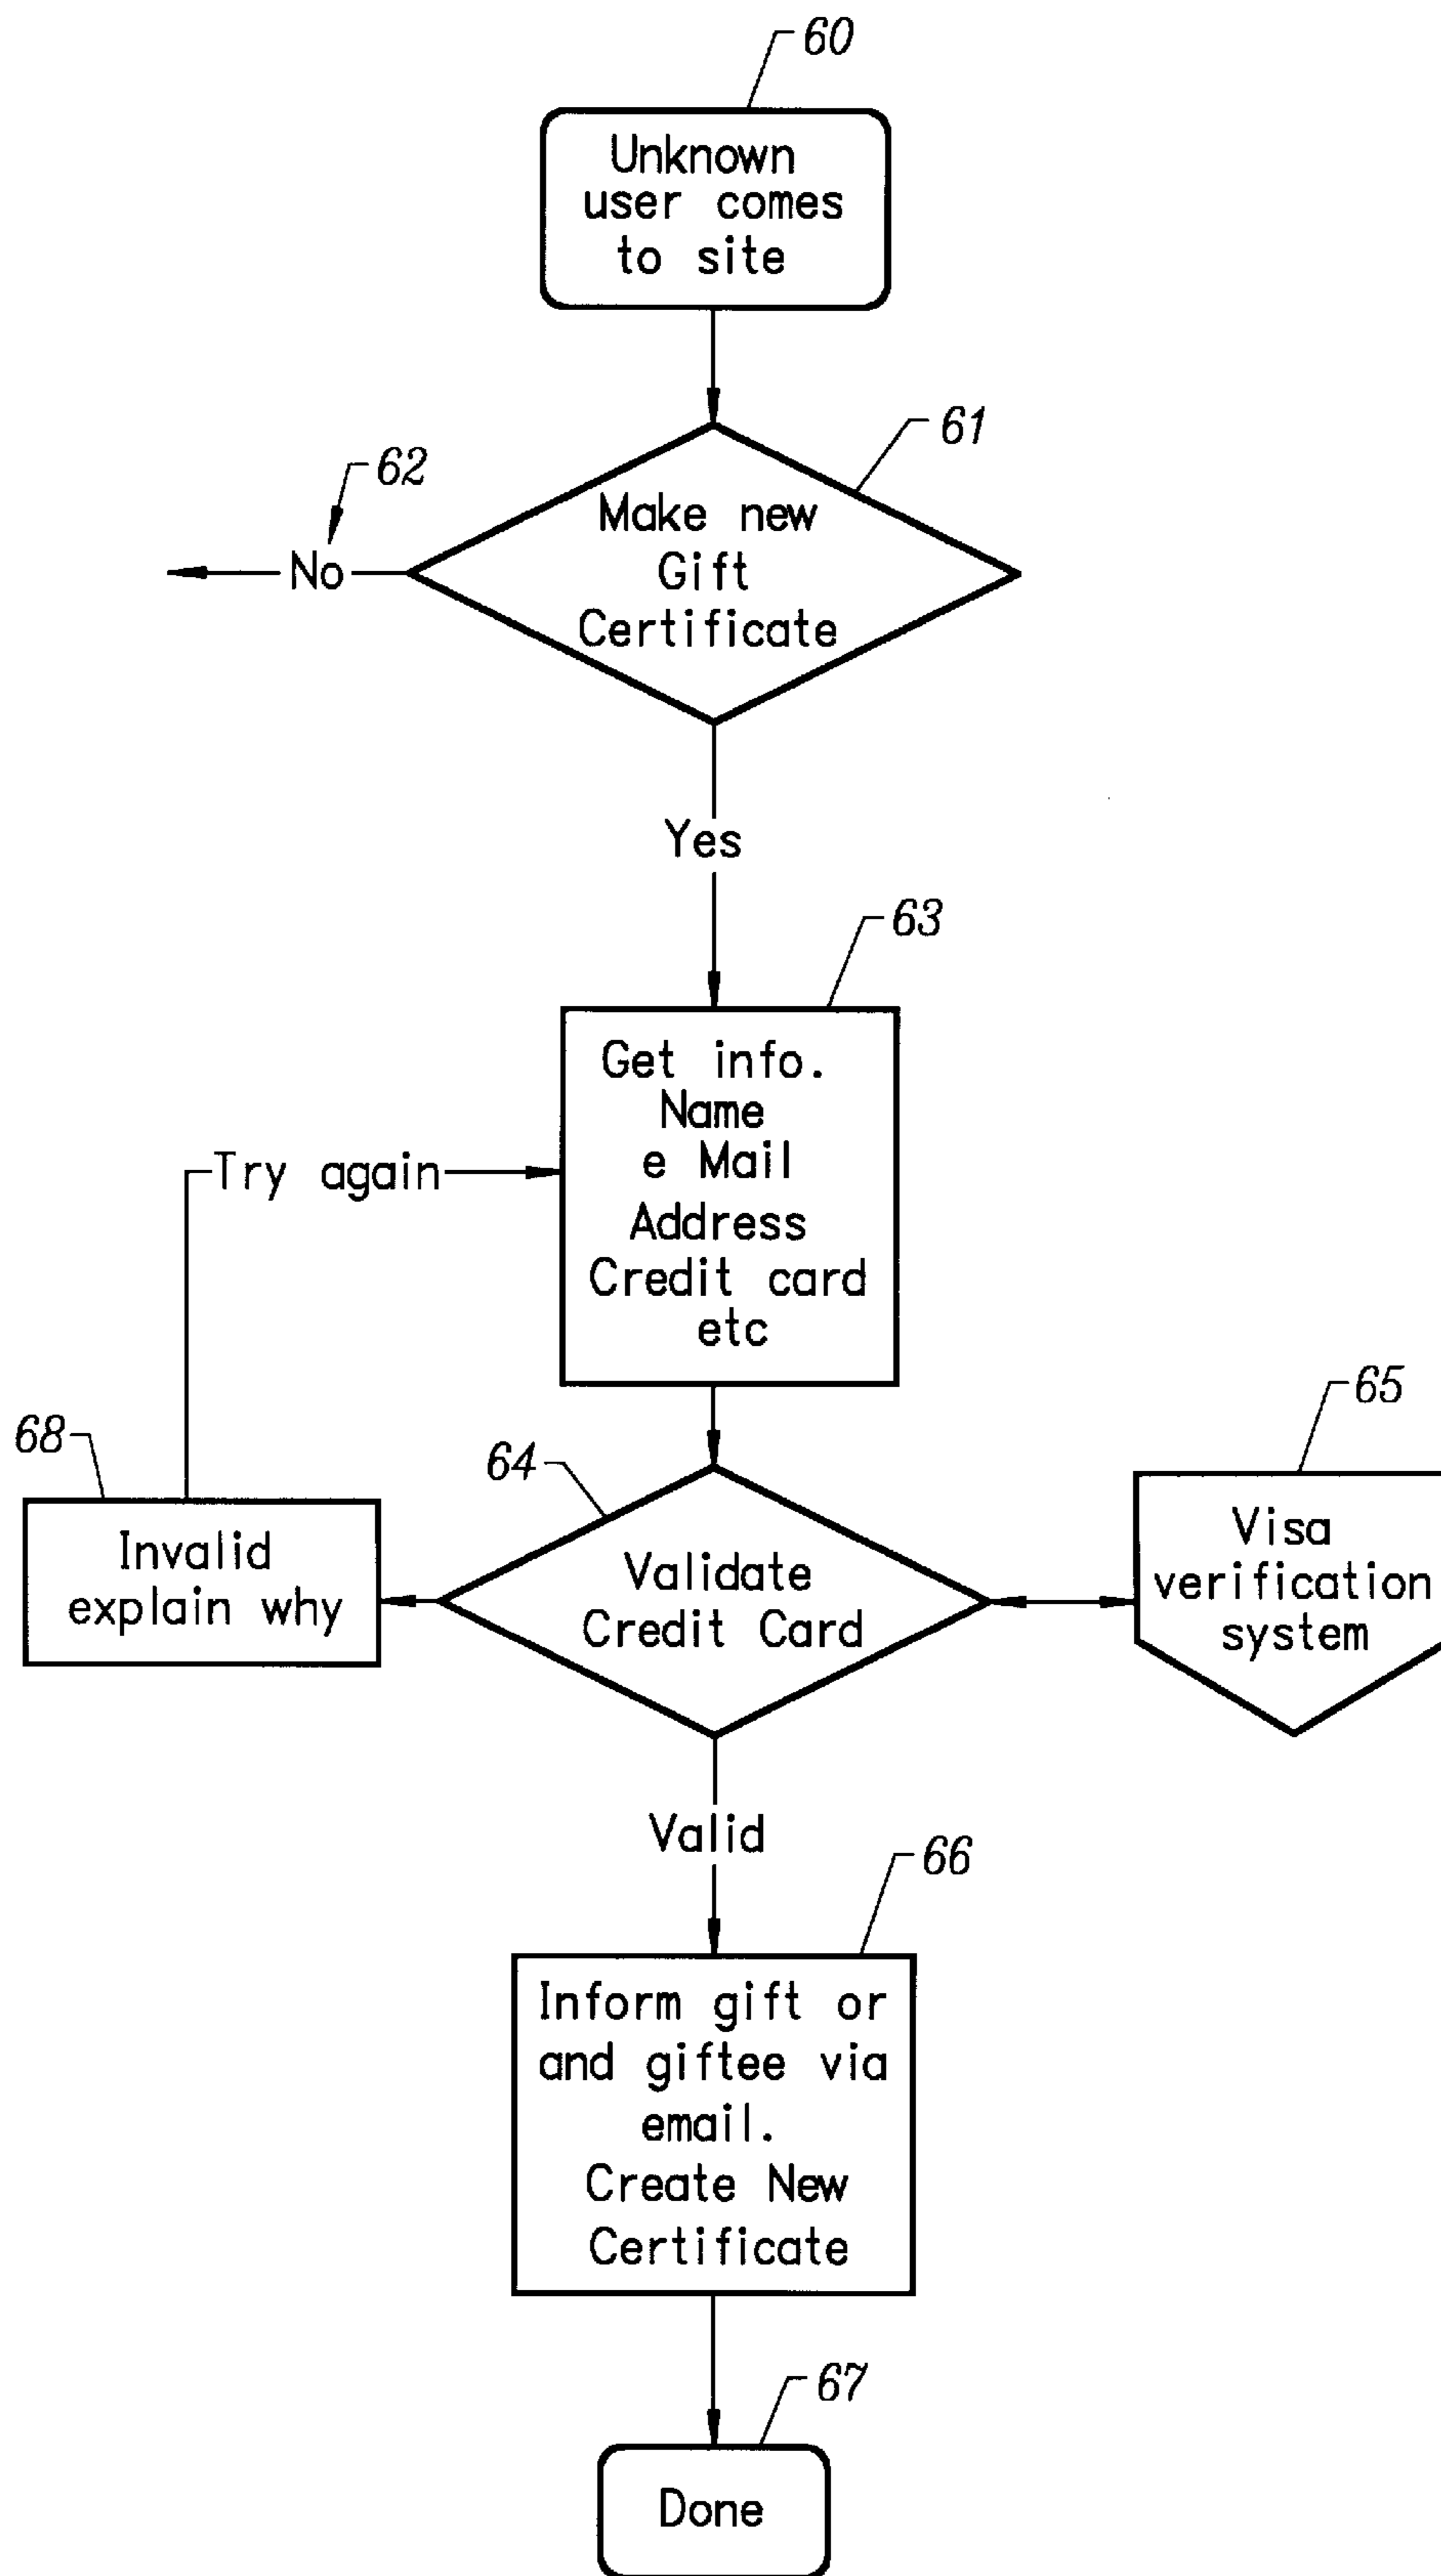 60
Unknown
user comes
to site
61
62
Make new
Gift
Certificate
No
Yes
63
Get info.
Name
e Mail
Address
Credit card
etc
Try again
65
68
64
Invalid
explain why
Validate
Credit Card
Visa
verification
system
Valid
66
Inform gift or
and giftee via
email.
Create New
Certificate
67
Done